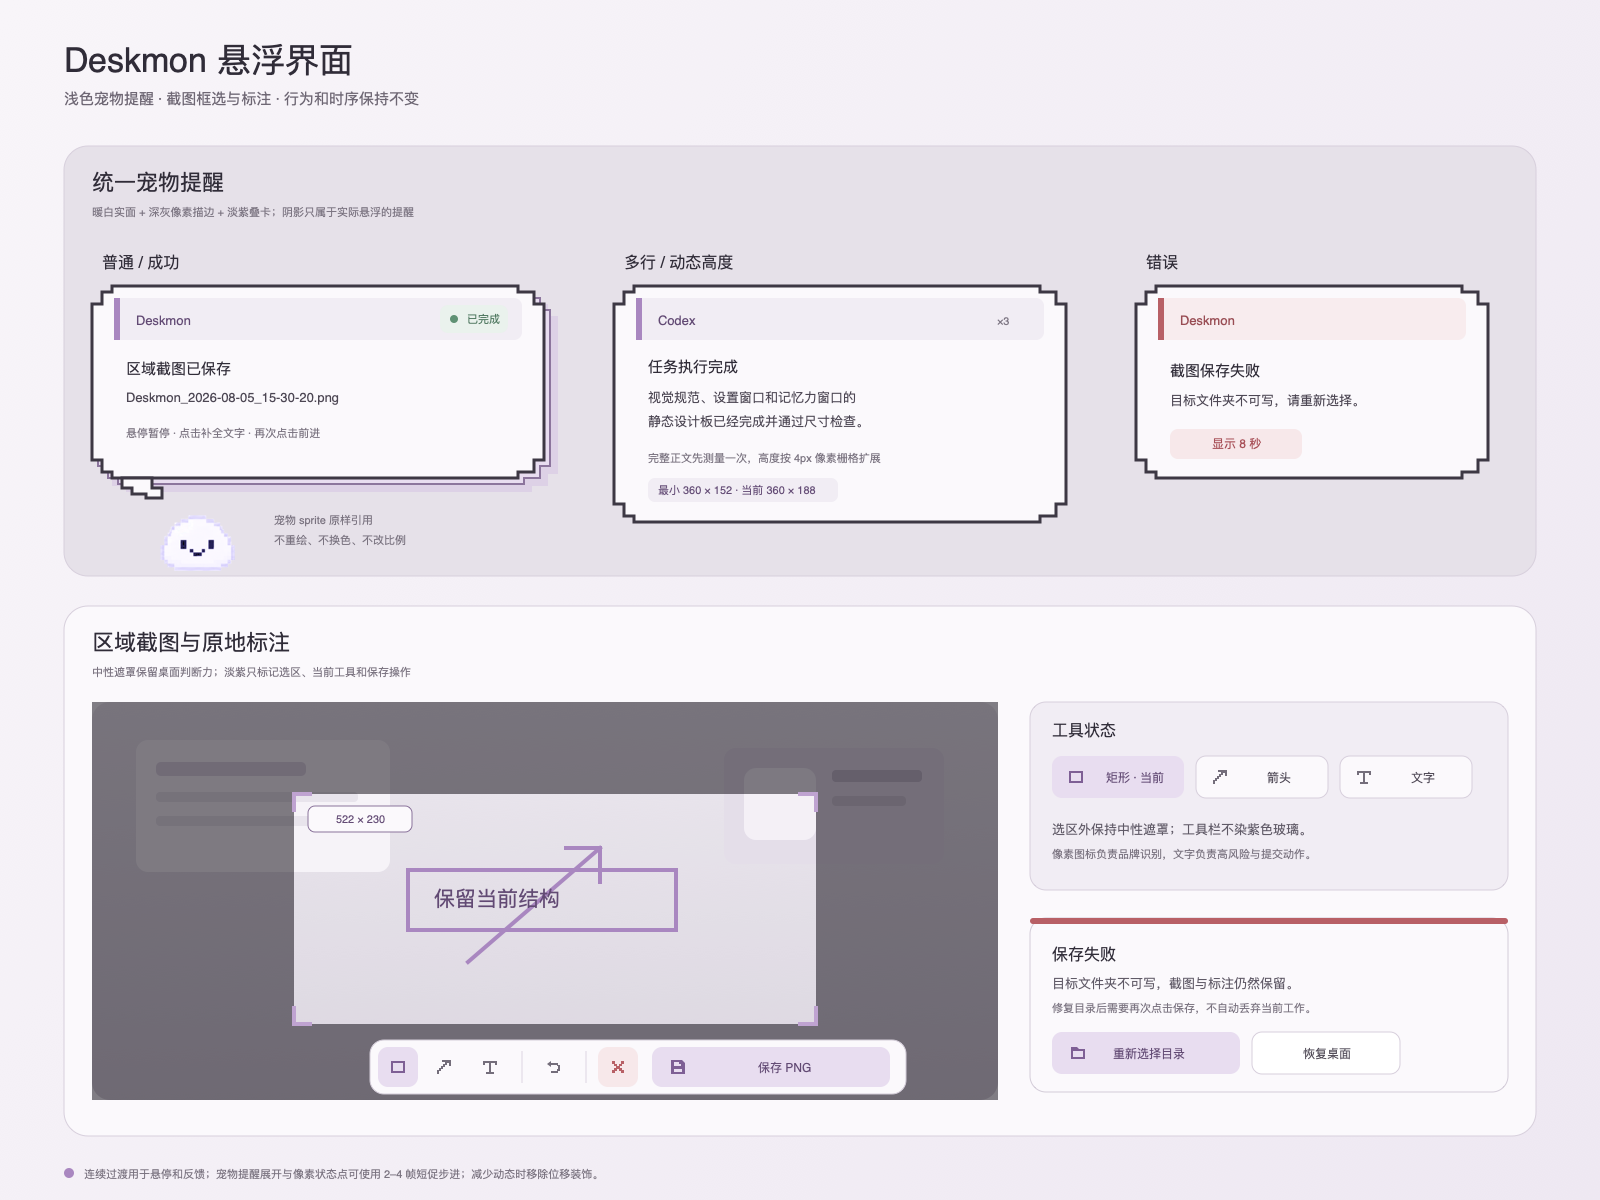 Deskmon 悬浮界面
浅色宠物提醒 · 截图框选与标注 · 行为和时序保持不变
统一宠物提醒
暖白实面 + 深灰像素描边 + 淡紫叠卡；阴影只属于实际悬浮的提醒
普通 / 成功
Deskmon
已完成
区域截图已保存
Deskmon_2026-08-05_15-30-20.png
悬停暂停 · 点击补全文字 · 再次点击前进
宠物 sprite 原样引用
不重绘、不换色、不改比例
多行 / 动态高度
Codex
×3
任务执行完成
视觉规范、设置窗口和记忆力窗口的
静态设计板已经完成并通过尺寸检查。
完整正文先测量一次，高度按 4px 像素栅格扩展
最小 360 × 152 · 当前 360 × 188
错误
Deskmon
截图保存失败
目标文件夹不可写，请重新选择。
显示 8 秒
区域截图与原地标注
中性遮罩保留桌面判断力；淡紫只标记选区、当前工具和保存操作
522 × 230
保留当前结构
保存 PNG
工具状态
矩形 · 当前
箭头
文字
选区外保持中性遮罩；工具栏不染紫色玻璃。
像素图标负责品牌识别，文字负责高风险与提交动作。
保存失败
目标文件夹不可写，截图与标注仍然保留。
修复目录后需要再次点击保存，不自动丢弃当前工作。
重新选择目录
恢复桌面
连续过渡用于悬停和反馈；宠物提醒展开与像素状态点可使用 2–4 帧短促步进；减少动态时移除位移装饰。